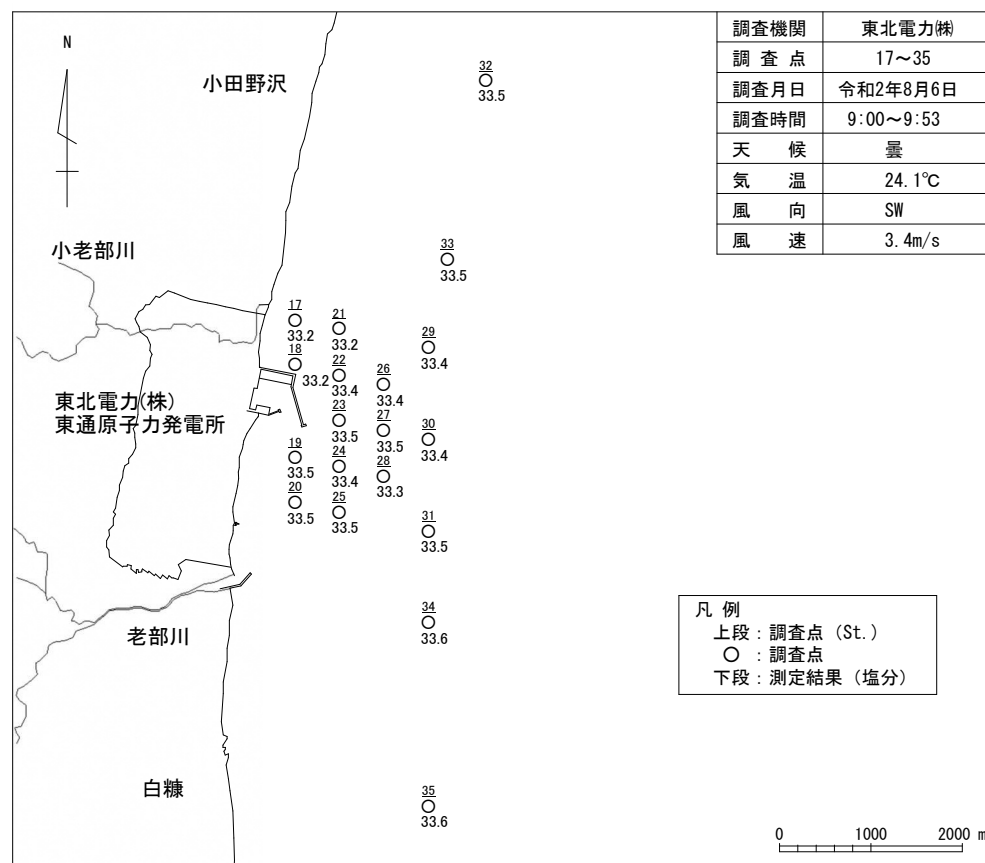 調査機関 東北電力㈱
調査点 17～35
調査月日 令和2年8月6日
調査時間 9:00～9:53
天候 曇
気温 24.1℃
風向 SW
風速 3.4m/s
N
小田野沢
32
33.5
小老部川
33
33.5
17
33.2
21
33.2
18
33.2
29
33.4
22
33.4
26
33.4
東北電力(株)
東通原子力発電所
23
33.5
27
33.5
30
33.4
19
33.5
24
33.4
28
33.3
20
33.5
25
33.5
31
33.5
34
33.6
老部川
凡 例
上段：調査点（St.）
○ ：調査点
下段：測定結果（塩分）
白糠
35
33.6
0 1000 2000 m